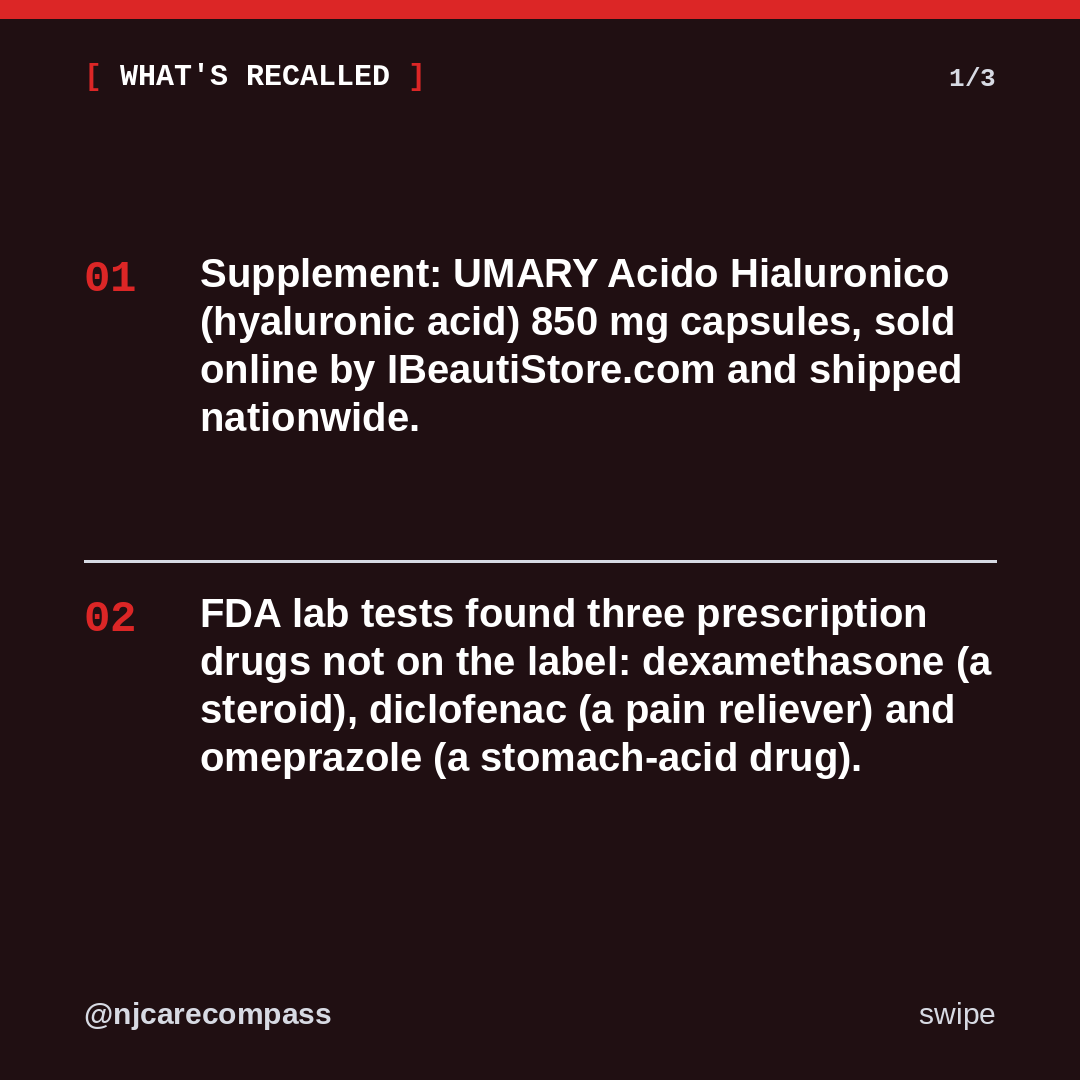 [ WHAT'S RECALLED ]
1/3
01
Supplement: UMARY Acido Hialuronico
(hyaluronic acid) 850 mg capsules, sold
online by IBeautiStore.com and shipped
nationwide.
02
FDA lab tests found three prescription
drugs not on the label: dexamethasone (a
steroid), diclofenac (a pain reliever) and
omeprazole (a stomach-acid drug).
@njcarecompass
swipe